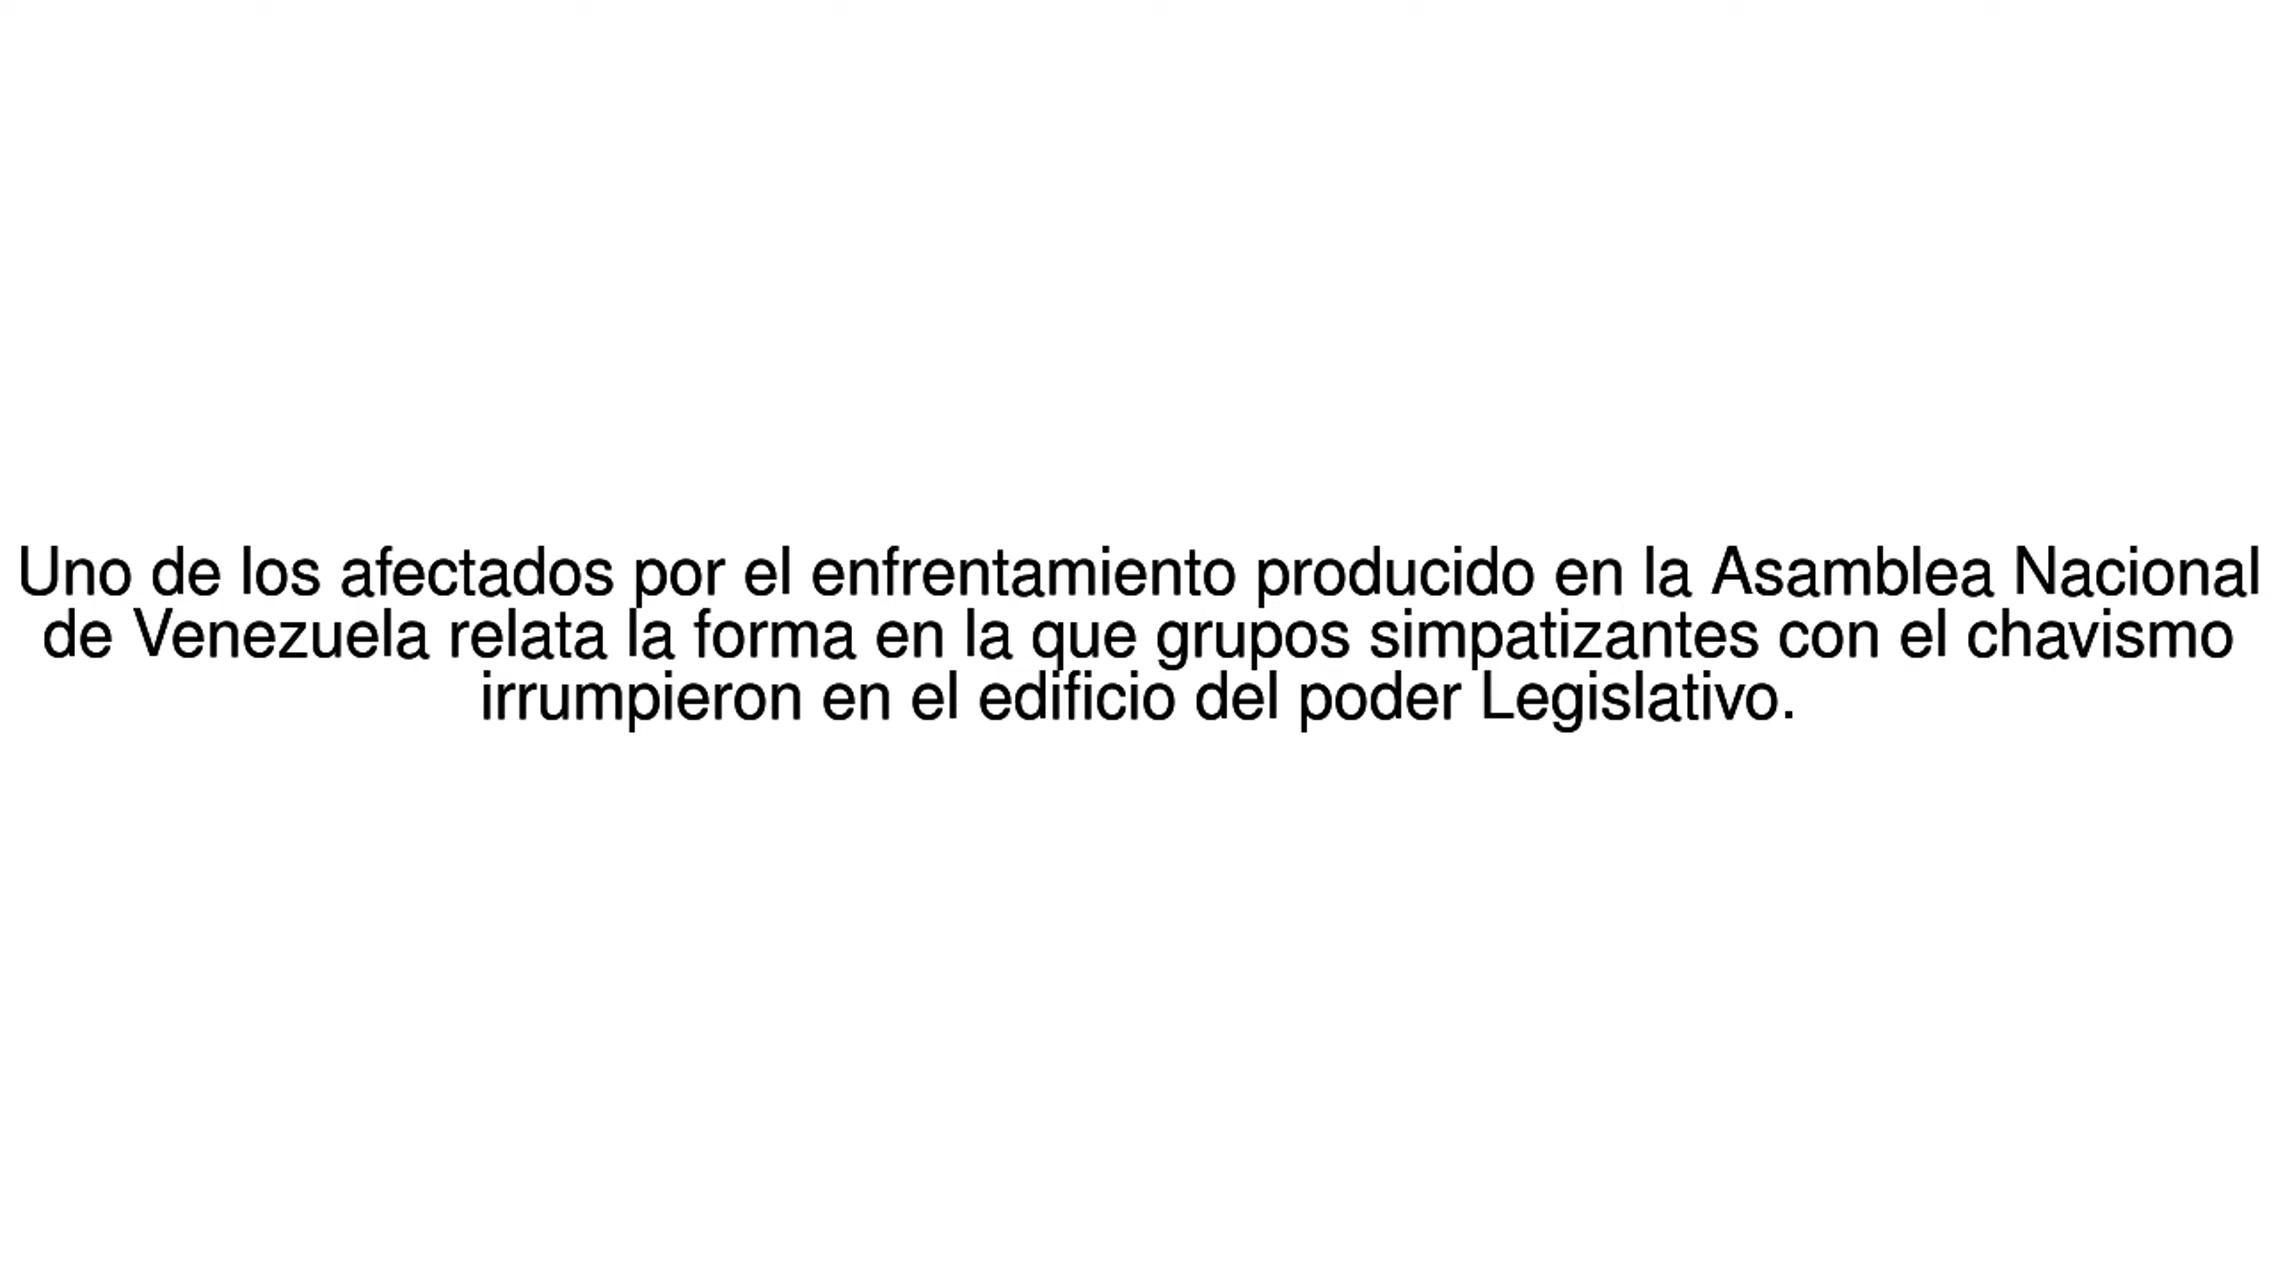 Uno de los afectados por el enfrentamiento producido en la Asamblea Nacional
de Venezuela relata la forma en la que grupos simpatizantes con el chavismo
irrumpieron en el edificio del poder Legislativo.